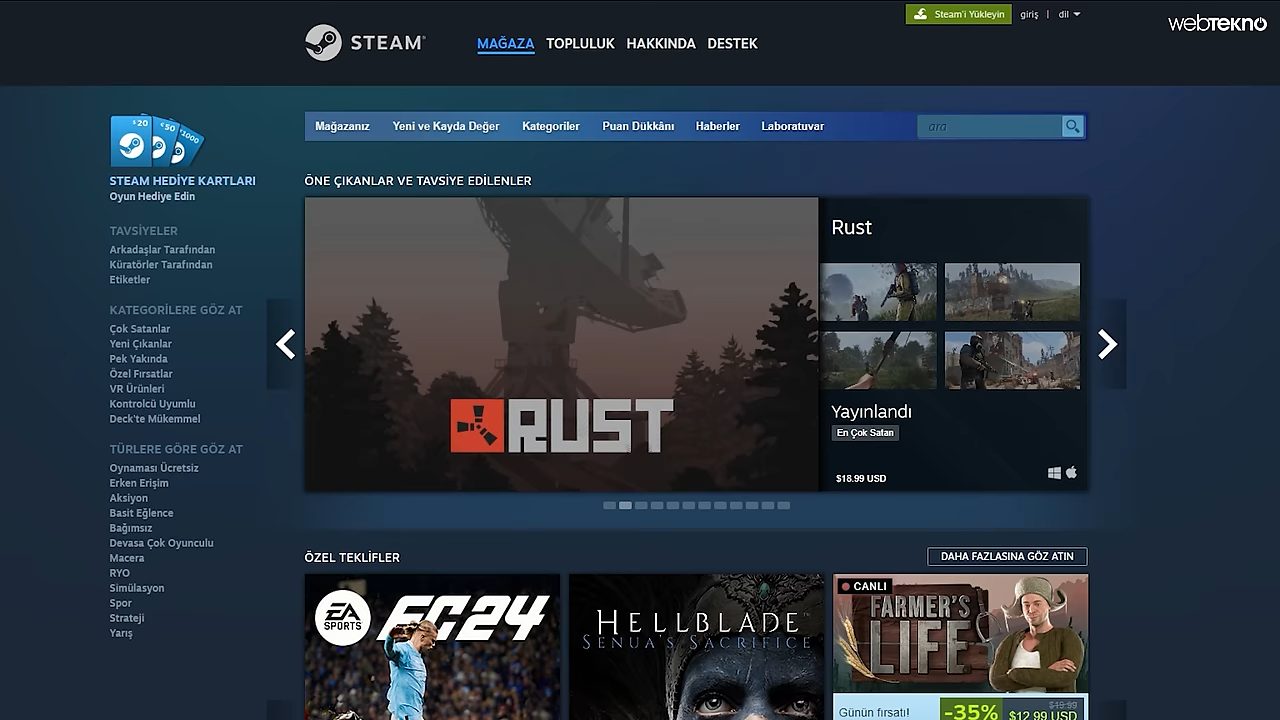 Steam'i Yükleyin
giriş | dil
webtekno
STEAM®
MAĞAZA TOPLULUK HAKKINDA DESTEK
$20 €50 ₺1000
STEAM HEDİYE KARTLARI
Oyun Hediye Edin
TAVSİYELER
Arkadaşlar Tarafından
Küratörler Tarafından
Etiketler
KATEGORİLERE GÖZ AT
Çok Satanlar
Yeni Çıkanlar
Pek Yakında
Özel Fırsatlar
VR Ürünleri
Kontrolcü Uyumlu
Deck'te Mükemmel
TÜRLERE GÖRE GÖZ AT
Oynaması Ücretsiz
Erken Erişim
Aksiyon
Basit Eğlence
Bağımsız
Devasa Çok Oyunculu
Macera
RYO
Simülasyon
Spor
Strateji
Yarış
Mağazanız Yeni ve Kayda Değer Kategoriler Puan Dükkânı Haberler Laboratuvar ara
ÖNE ÇIKANLAR VE TAVSİYE EDİLENLER
RUST
Rust
Yayınlandı
En Çok Satan
$18.99 USD
ÖZEL TEKLİFLER
DAHA FAZLASINA GÖZ ATIN
EA
SPORTS
FC24
HELLBLADE™
SENUA'S SACRIFICE
CANLI
FARMER'S
LIFE
Günün fırsatı!
-35%
$19.99
$12.99 USD